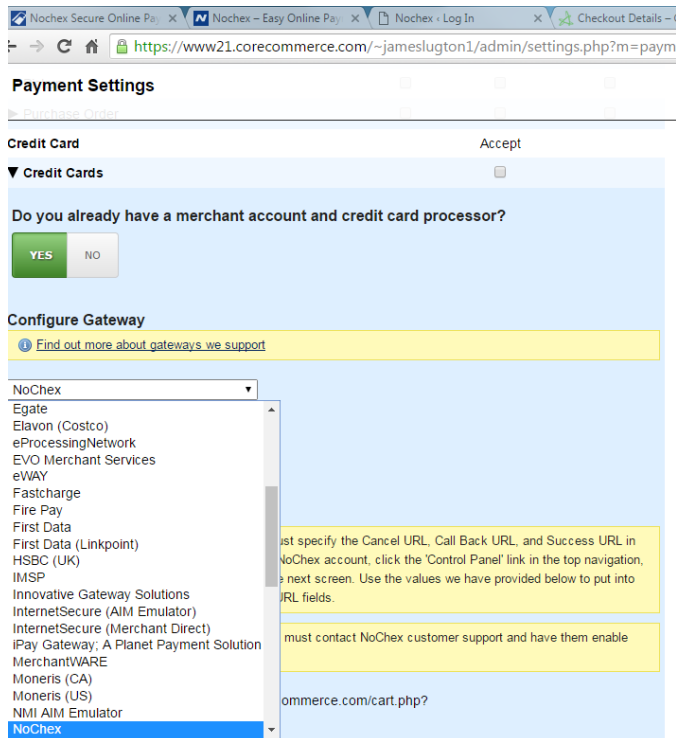 Nochex Secure Online Pay
Nochex – Easy Online Pay
Nochex ‹ Log In
Checkout Details –
https://www21.corecommerce.com/~jameslugton1/admin/settings.php?m=paym
Payment Settings
Purchase Order
Credit Card Accept
Credit Cards
Do you already have a merchant account and credit card processor?
YES NO
Configure Gateway
Find out more about gateways we support
NoChex
Egate
Elavon (Costco)
eProcessingNetwork
EVO Merchant Services
eWAY
Fastcharge
Fire Pay
First Data
First Data (Linkpoint)
HSBC (UK)
IMSP
Innovative Gateway Solutions
InternetSecure (AIM Emulator)
InternetSecure (Merchant Direct)
iPay Gateway; A Planet Payment Solution
MerchantWARE
Moneris (CA)
Moneris (US)
NMI AIM Emulator
NoChex
must specify the Cancel URL, Call Back URL, and Success URL in
NoChex account, click the 'Control Panel' link in the top navigation,
next screen. Use the values we have provided below to put into
URL fields.
must contact NoChex customer support and have them enable
ommerce.com/cart.php?